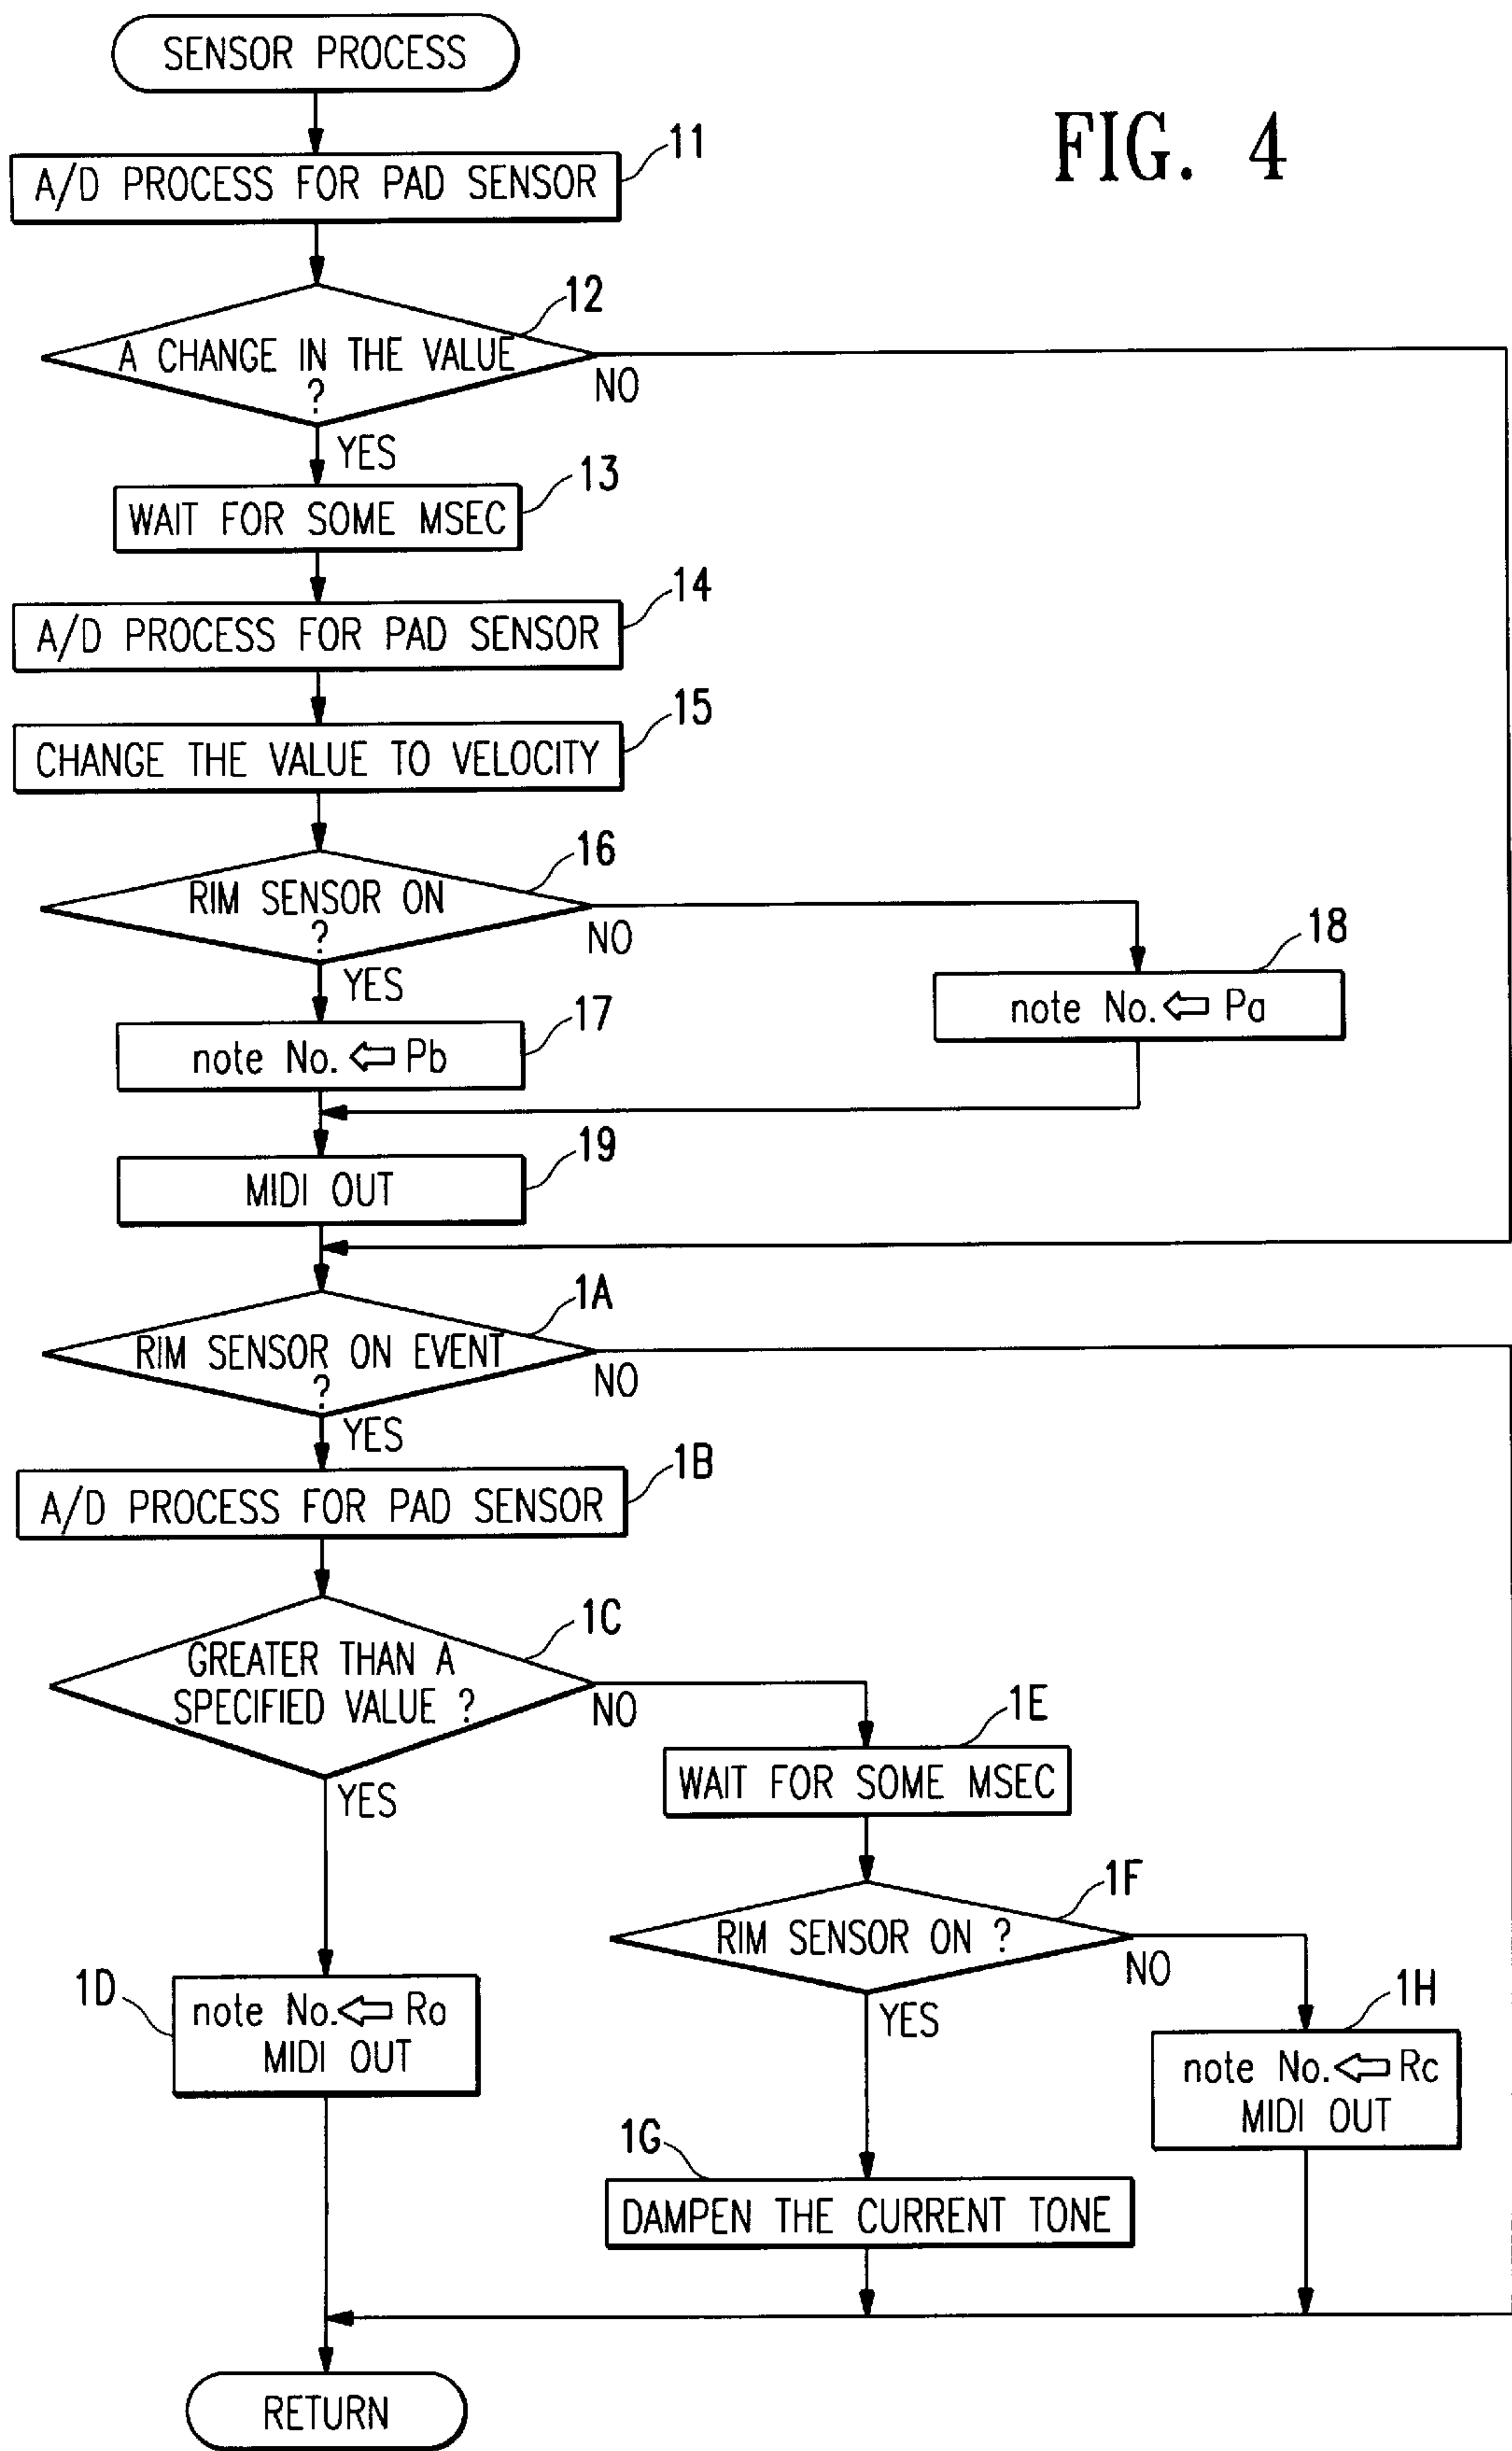 SENSOR PROCESS
FIG. 4
11
A/D PROCESS FOR PAD SENSOR
12
A CHANGE IN THE VALUE
?
NO
YES
13
WAIT FOR SOME MSEC
14
A/D PROCESS FOR PAD SENSOR
15
CHANGE THE VALUE TO VELOCITY
16
RIM SENSOR ON
?
NO
YES
18
note No. ⇦ Pa
17
note No. ⇦ Pb
19
MIDI OUT
1A
RIM SENSOR ON EVENT
?
NO
YES
1B
A/D PROCESS FOR PAD SENSOR
1C
GREATER THAN A
SPECIFIED VALUE ?
NO
YES
1E
WAIT FOR SOME MSEC
1F
RIM SENSOR ON ?
NO
YES
1D
note No. ⇦ Ra
MIDI OUT
1H
note No. ⇦ Rc
MIDI OUT
1G
DAMPEN THE CURRENT TONE
RETURN